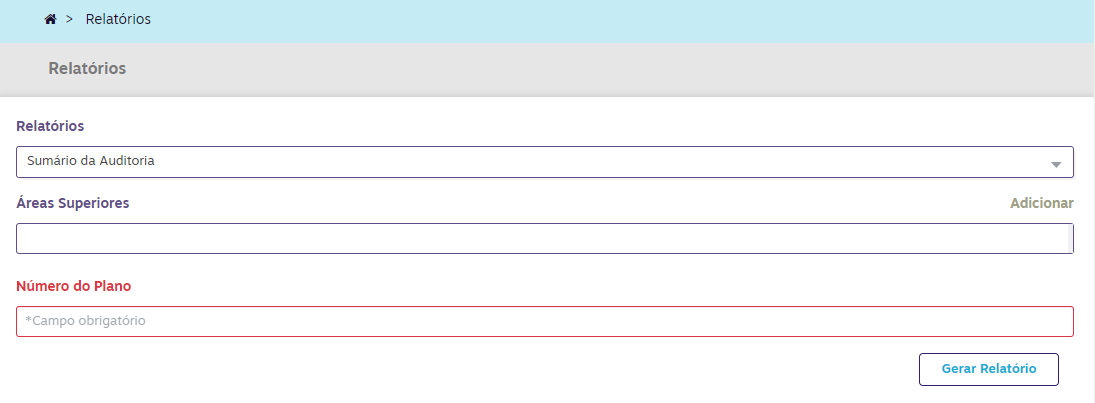 > Relatórios
Relatórios
Relatórios
Sumário da Auditoria
Áreas Superiores Adicionar
Número do Plano
*Campo obrigatório
Gerar Relatório